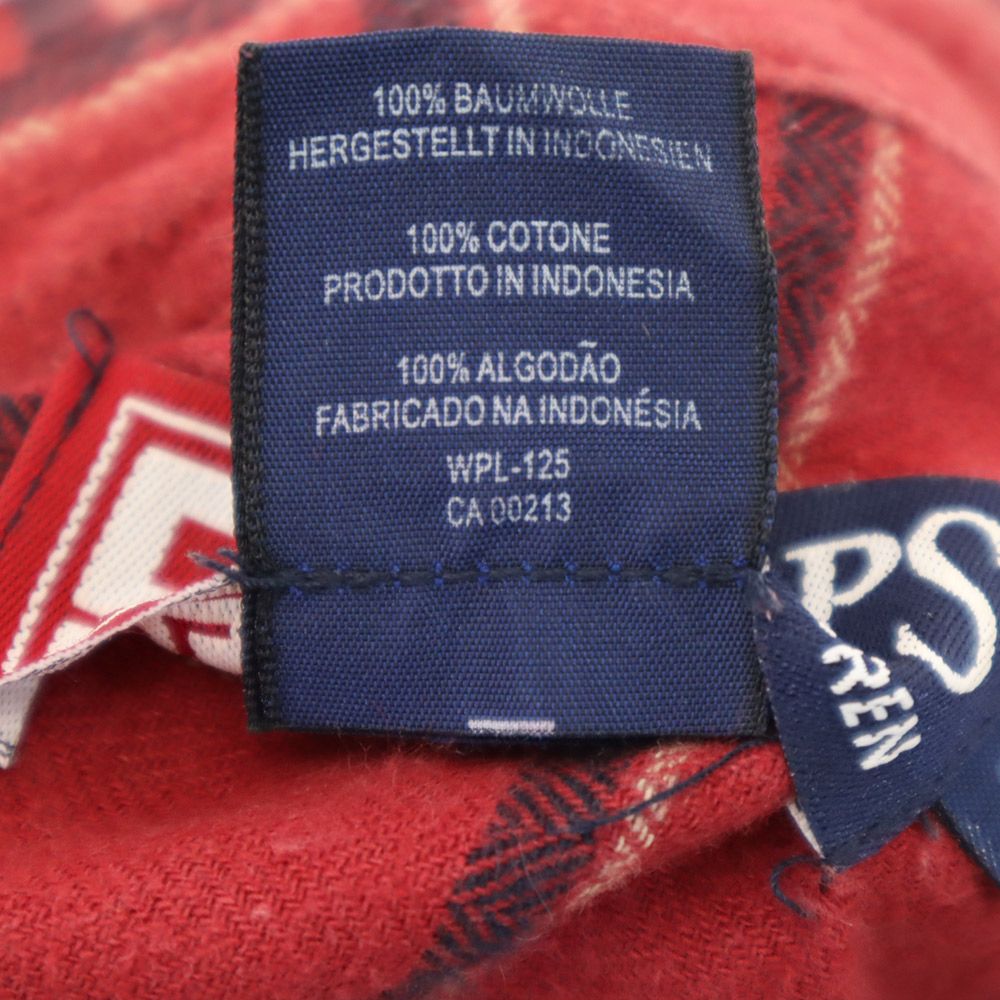 100% BAUMWOLLE
HERGESTELLT IN INDONESIEN
100% COTONE
PRODOTTO IN INDONESIA
100% ALGODÃO
FABRICADO NA INDONÉSIA
WPL-125
CA 00213
PS
REN